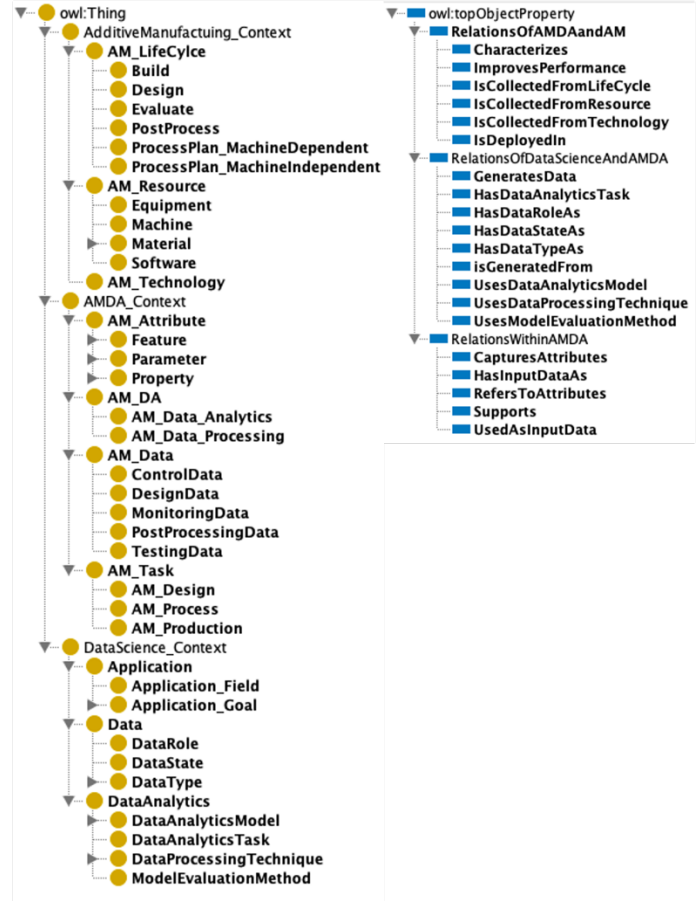 owl:Thing
AdditiveManufactuing_Context
AM_LifeCylce
Build
Design
Evaluate
PostProcess
ProcessPlan_MachineDependent
ProcessPlan_MachineIndependent
AM_Resource
Equipment
Machine
Material
Software
AM_Technology
AMDA_Context
AM_Attribute
Feature
Parameter
Property
AM_DA
AM_Data_Analytics
AM_Data_Processing
AM_Data
ControlData
DesignData
MonitoringData
PostProcessingData
TestingData
AM_Task
AM_Design
AM_Process
AM_Production
DataScience_Context
Application
Application_Field
Application_Goal
Data
DataRole
DataState
DataType
DataAnalytics
DataAnalyticsModel
DataAnalyticsTask
DataProcessingTechnique
ModelEvaluationMethod
owl:topObjectProperty
RelationsOfAMDAandAM
Characterizes
ImprovesPerformance
IsCollectedFromLifeCycle
IsCollectedFromResource
IsCollectedFromTechnology
IsDeployedIn
RelationsOfDataScienceAndAMDA
GeneratesData
HasDataAnalyticsTask
HasDataRoleAs
HasDataStateAs
HasDataTypeAs
isGeneratedFrom
UsesDataAnalyticsModel
UsesDataProcessingTechnique
UsesModelEvaluationMethod
RelationsWithinAMDA
CapturesAttributes
HasInputDataAs
RefersToAttributes
Supports
UsedAsInputData